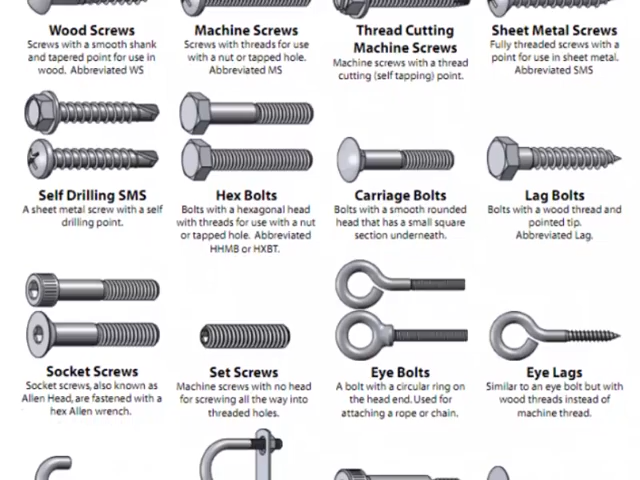 Wood Screws
Screws with a smooth shank
and tapered point for use in
wood. Abbreviated WS
Machine Screws
Screws with threads for use
with a nut or tapped hole.
Abbreviated MS
Thread Cutting
Machine Screws
Machine screws with a thread
cutting (self tapping) point.
Sheet Metal Screws
Fully threaded screws with a
point for use in sheet metal.
Abbreviated SMS
Self Drilling SMS
A sheet metal screw with a self
drilling point.
Hex Bolts
Bolts with a hexagonal head
with threads for use with a nut
or tapped hole. Abbreviated
HHMB or HXBT.
Carriage Bolts
Bolts with a smooth rounded
head that has a small square
section underneath.
Lag Bolts
Bolts with a wood thread and
pointed tip.
Abbreviated Lag.
Socket Screws
Socket screws, also known as
Allen Head, are fastened with a
hex Allen wrench.
Set Screws
Machine screws with no head
for screwing all the way into
threaded holes.
Eye Bolts
A bolt with a circular ring on
the head end. Used for
attaching a rope or chain.
Eye Lags
Similar to an eye bolt but with
wood threads instead of
machine thread.